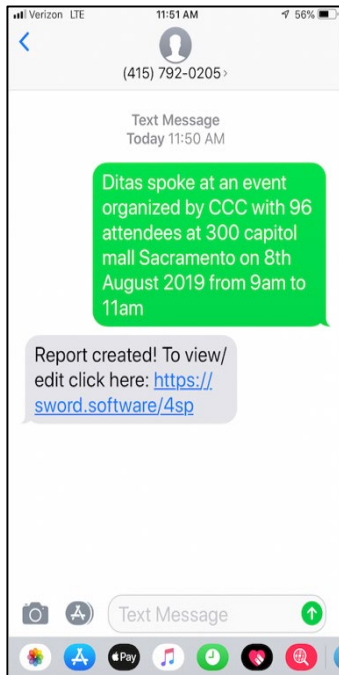 Verizon LTE 11:51 AM 56%
(415) 792-0205
Text Message
Today 11:50 AM
Ditas spoke at an event
organized by CCC with 96
attendees at 300 capitol
mall Sacramento on 8th
August 2019 from 9am to
11am
Report created! To view/
edit click here: https://
sword.software/4sp
Text Message
Pay